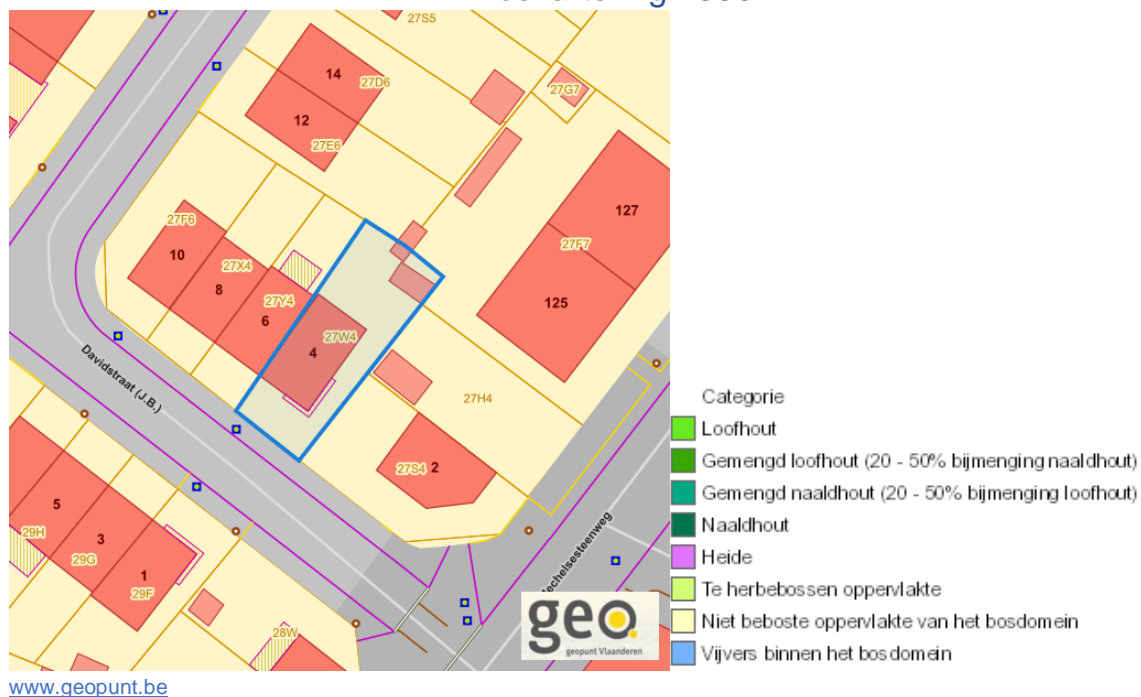 27S5
14
27D6
12
27E6
27G7
127
27F7
125
27F6
10
27X4
8
27Y4
6
27W4
4
27H4
27S4
2
Davidstraat (J.B.)
5
3
1
29H
29G
29F
28W
geo.
geopunt Vlaanderen
Categorie
Loofhout
Gemengd loofhout (20 - 50% bijmenging naaldhout)
Gemengd naaldhout (20 - 50% bijmenging loofhout)
Naaldhout
Heide
Te herbebossen oppervlakte
Niet beboste oppervlakte van het bosdomein
Vijvers binnen het bosdomein
www.geopunt.be